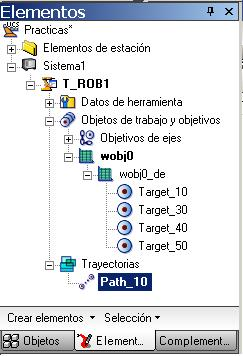 Elementos
UCS
Practicas*
Elementos de estación
Sistema1
T_ROB1
Datos de herramienta
Objetos de trabajo y objetivos
Objetivos de ejes
wobj0
wobj0_de
Target_10
Target_30
Target_40
Target_50
Trayectorias
Path_10
Crear elementos
Selección
Objetos
Element...
Complement...